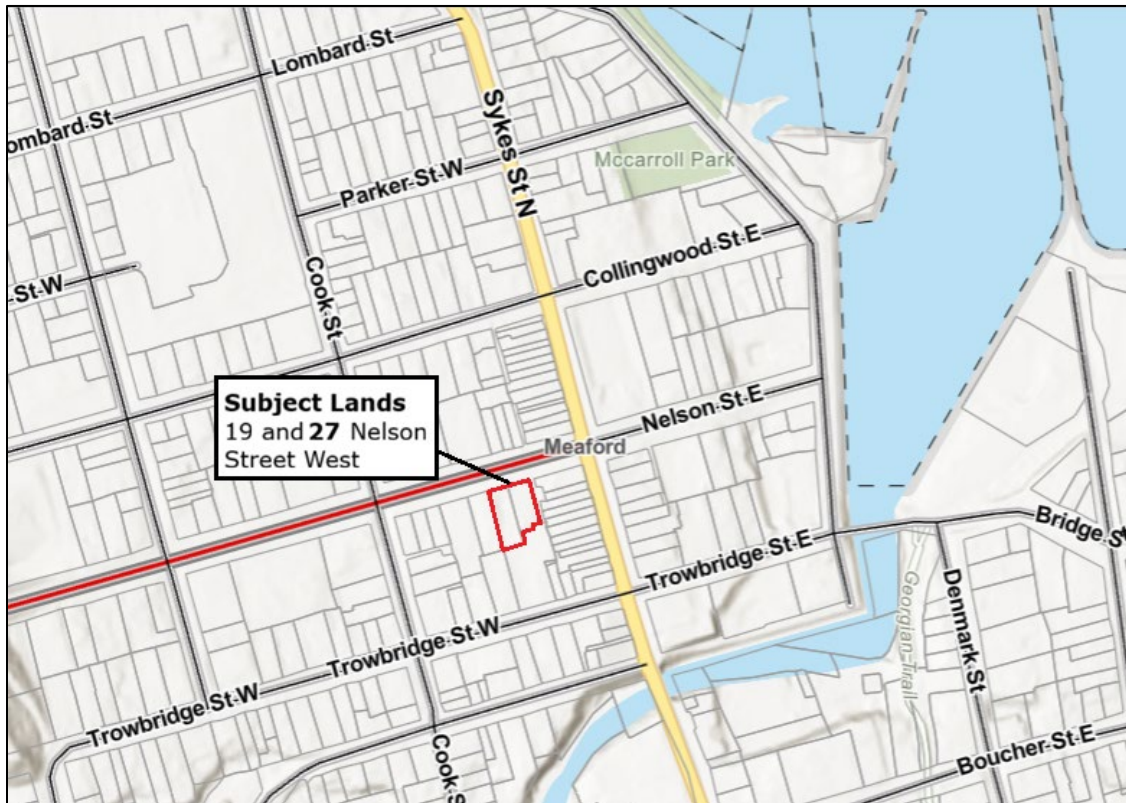 Lombard St
ombard St
Sykes St N
Mccarroll Park
Parker St W
Collingwood St E
St W
Cook St
Subject Lands
19 and 27 Nelson
Street West
Nelson St E
Meaford
Trowbridge St E
Bridge S
Georgian Trail
Denmark St
Trowbridge St W
Trowbridge St W
Cook S
Boucher St E